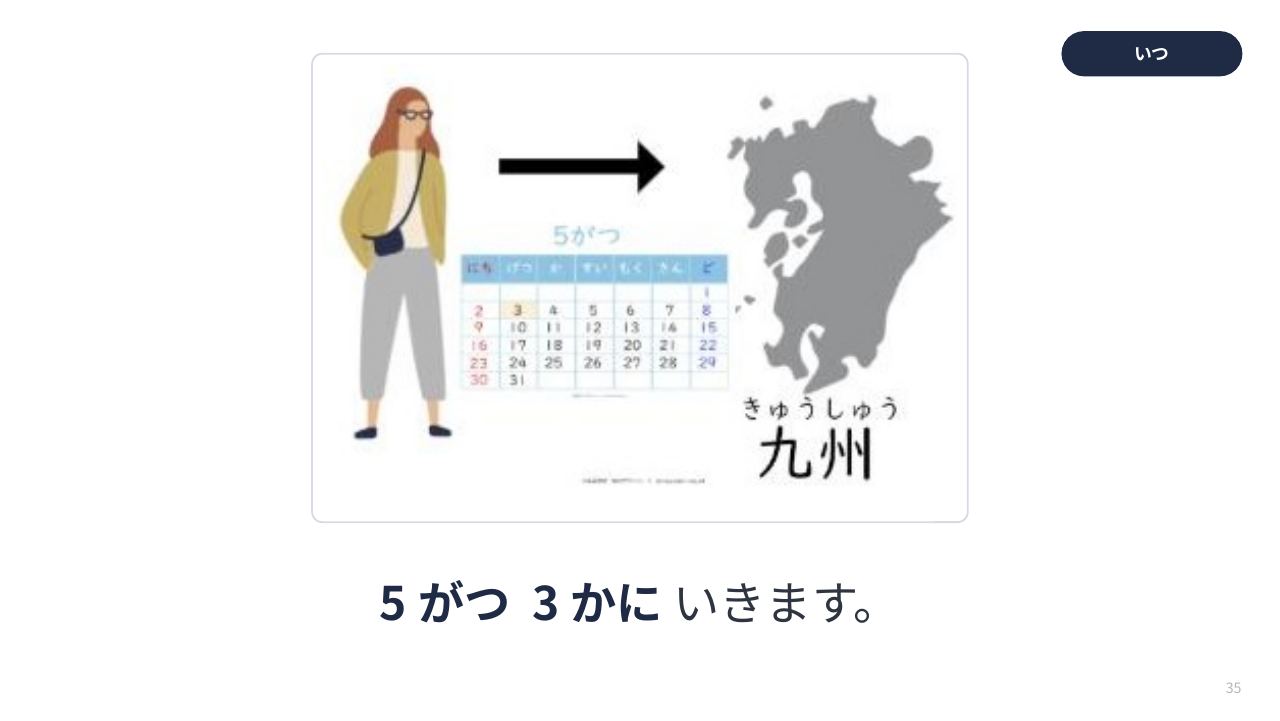 いつ
5がつ
にち げつ か すい もく きん ど
1
2 3 4 5 6 7 8
9 10 11 12 13 14 15
16 17 18 19 20 21 22
23 24 25 26 27 28 29
30 31
きゅうしゅう
九州
5 がつ 3 かに いきます。
35